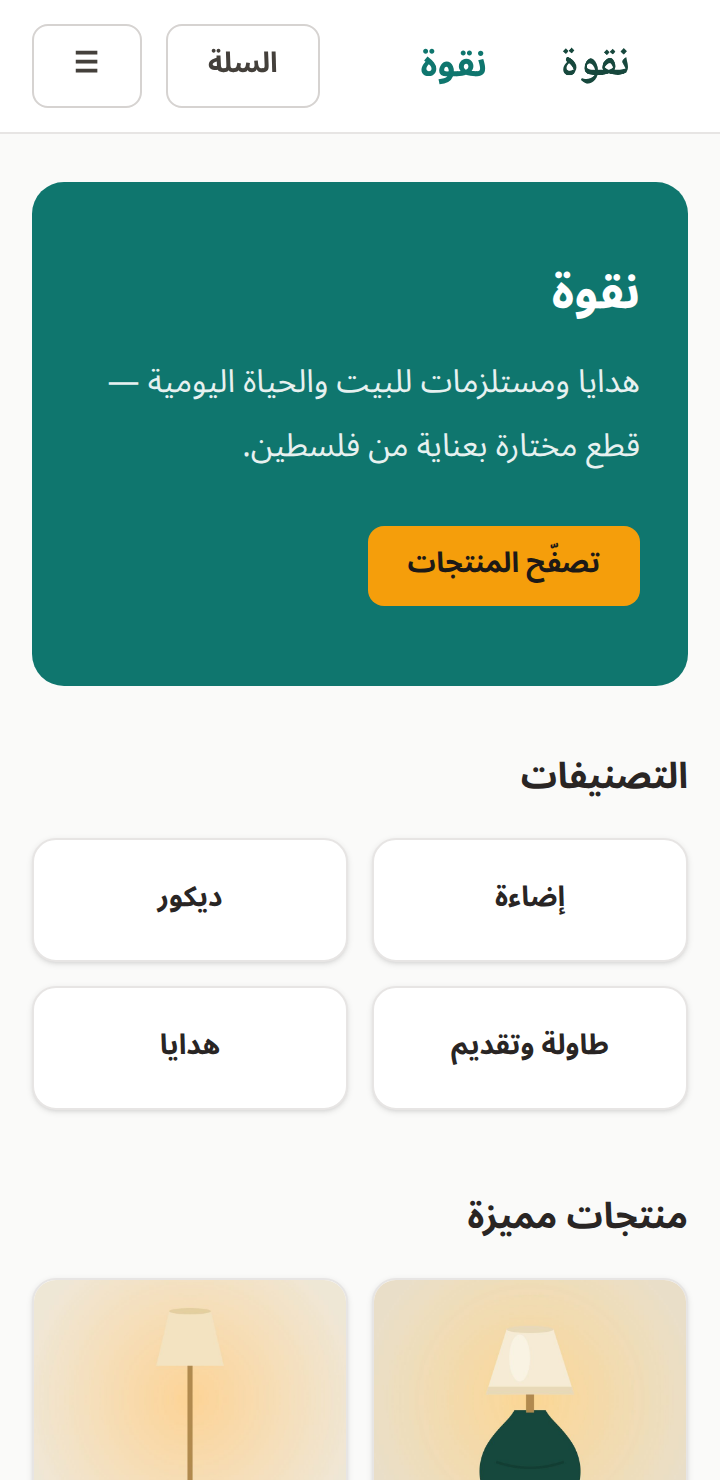 نقوة
نقوة
السلة
☰
نقوة
هدايا ومستلزمات للبيت والحياة اليومية —
قطع مختارة بعناية من فلسطين.
تصفّح المنتجات
التصنيفات
إضاءة
ديكور
طاولة وتقديم
هدايا
منتجات مميزة